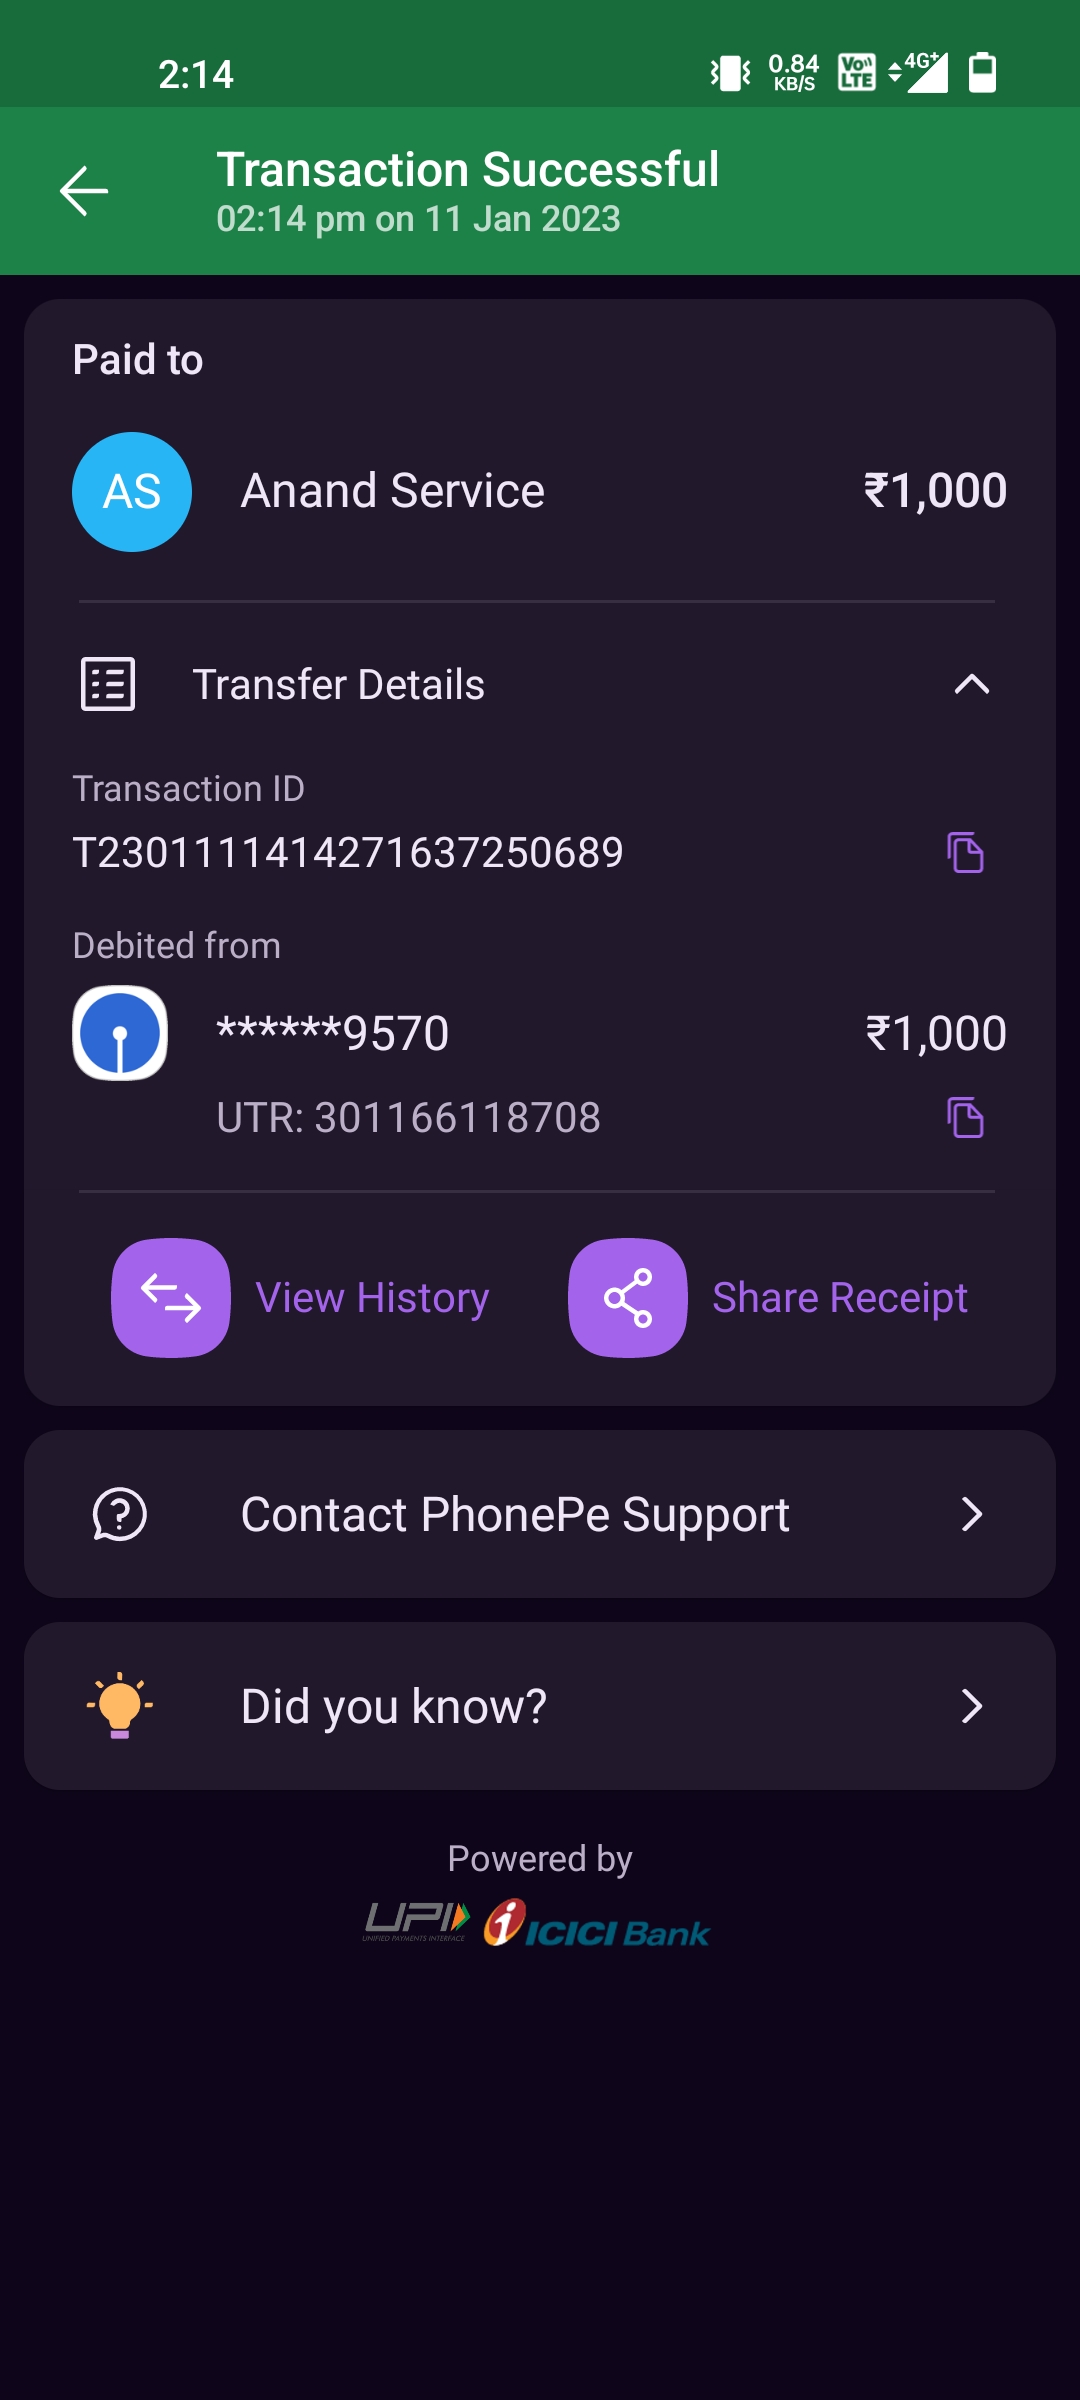 2:14
0.84
KB/S
Vo))
LTE
4G+
Transaction Successful
02:14 pm on 11 Jan 2023
Paid to
AS
Anand Service
₹1,000
Transfer Details
Transaction ID
T2301111414271637250689
Debited from
******9570
₹1,000
UTR: 301166118708
View History
Share Receipt
Contact PhonePe Support
Did you know?
Powered by
UPI
UNIFIED PAYMENTS INTERFACE
i ICICI Bank